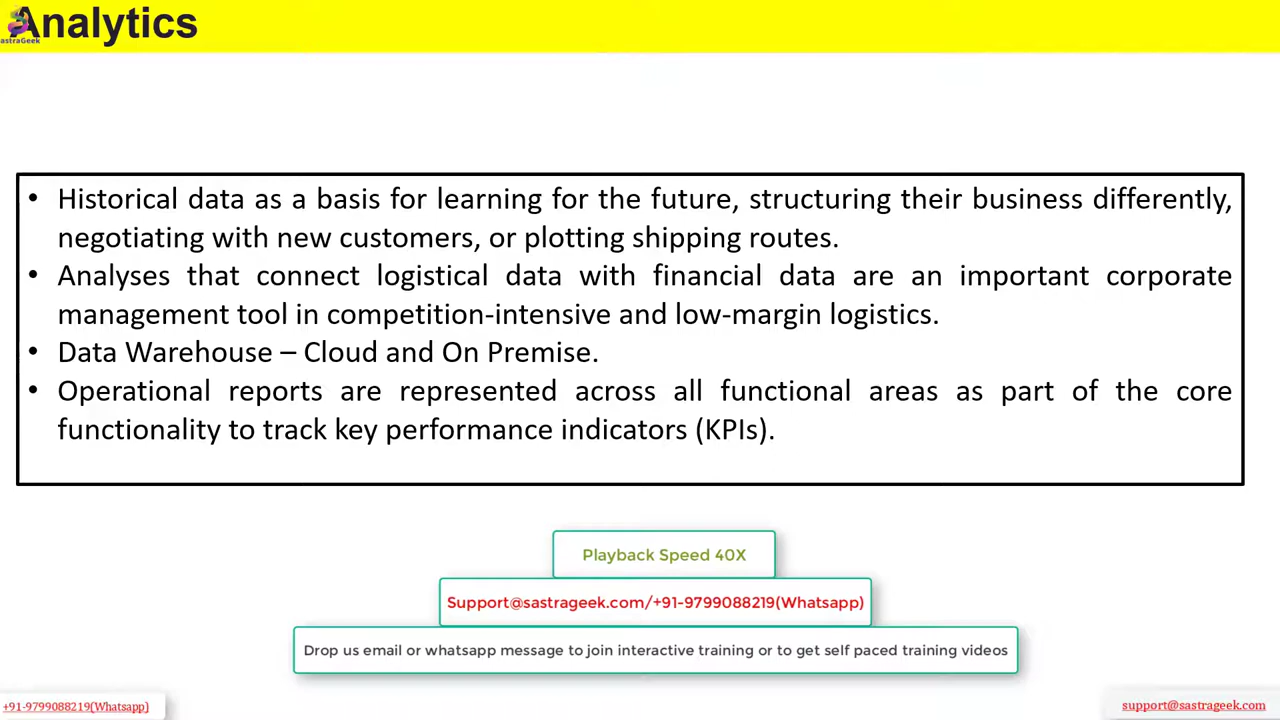 Analytics
astraGeek
• Historical data as a basis for learning for the future, structuring their business differently,
negotiating with new customers, or plotting shipping routes.
• Analyses that connect logistical data with financial data are an important corporate
management tool in competition-intensive and low-margin logistics.
• Data Warehouse – Cloud and On Premise.
• Operational reports are represented across all functional areas as part of the core
functionality to track key performance indicators (KPIs).
Playback Speed 40X
Support@sastrageek.com/+91-9799088219(Whatsapp)
Drop us email or whatsapp message to join interactive training or to get self paced training videos
+91-9799088219(Whatsapp)
support@sastrageek.com